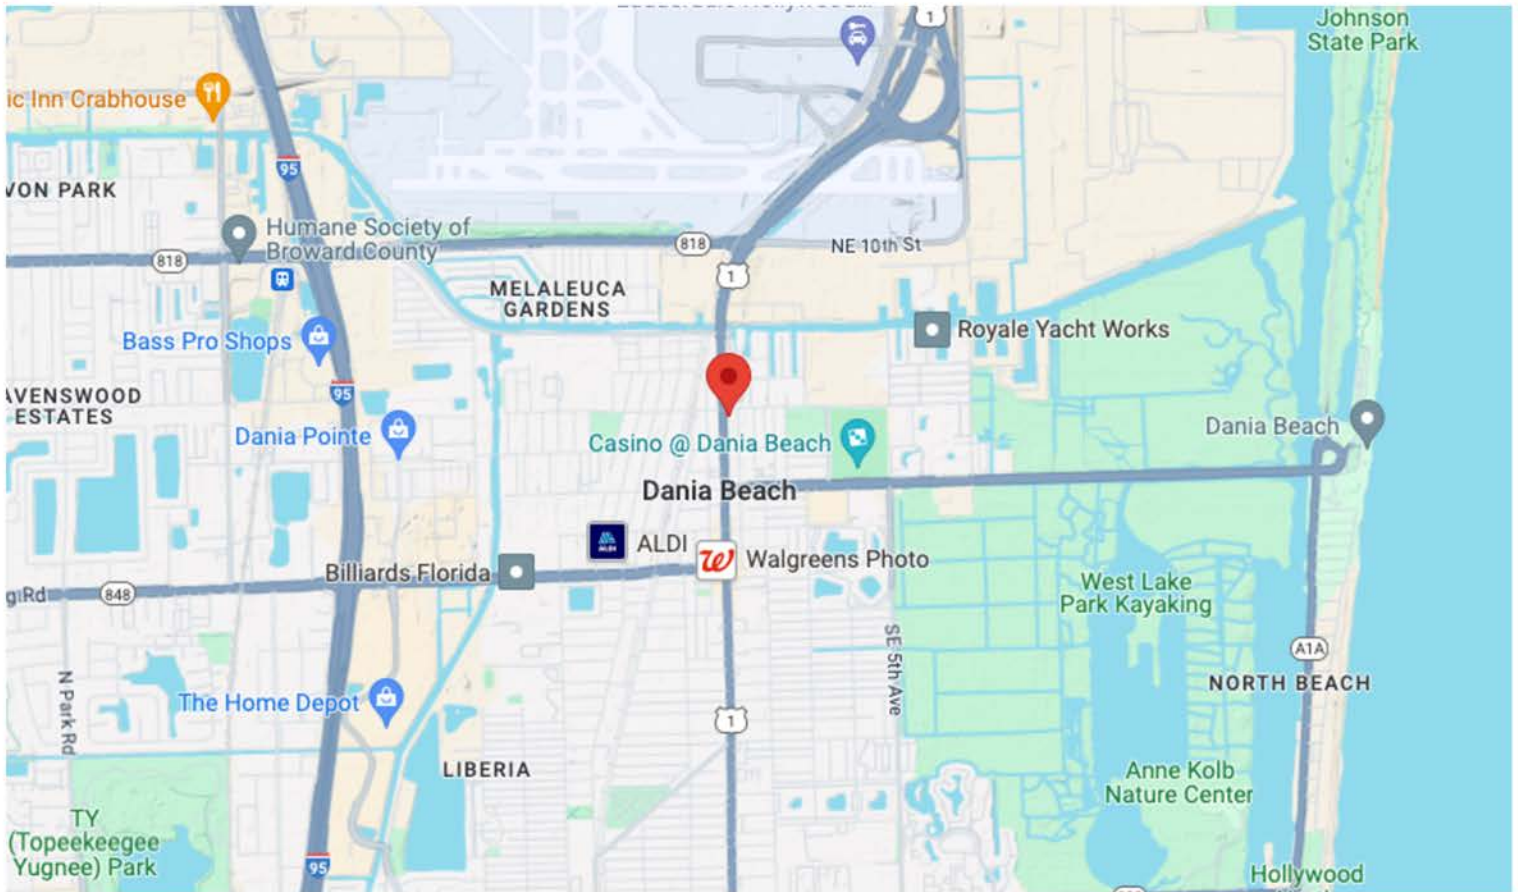 1
Johnson
State Park
ic Inn Crabhouse
95
VON PARK
Humane Society of
Broward County
818
818
NE 10th St
1
MELALEUCA
GARDENS
Royale Yacht Works
Bass Pro Shops
95
AVENSWOOD
ESTATES
Dania Pointe
Casino @ Dania Beach
Dania Beach
Dania Beach
ALDI
ALDI
W Walgreens Photo
Billiards Florida
g Rd
848
West Lake
Park Kayaking
SE 5th Ave
A1A
NORTH BEACH
N Park Rd
The Home Depot
1
LIBERIA
Anne Kolb
Nature Center
TY
(Topeekeegee
Yugnee) Park
95
Hollywood